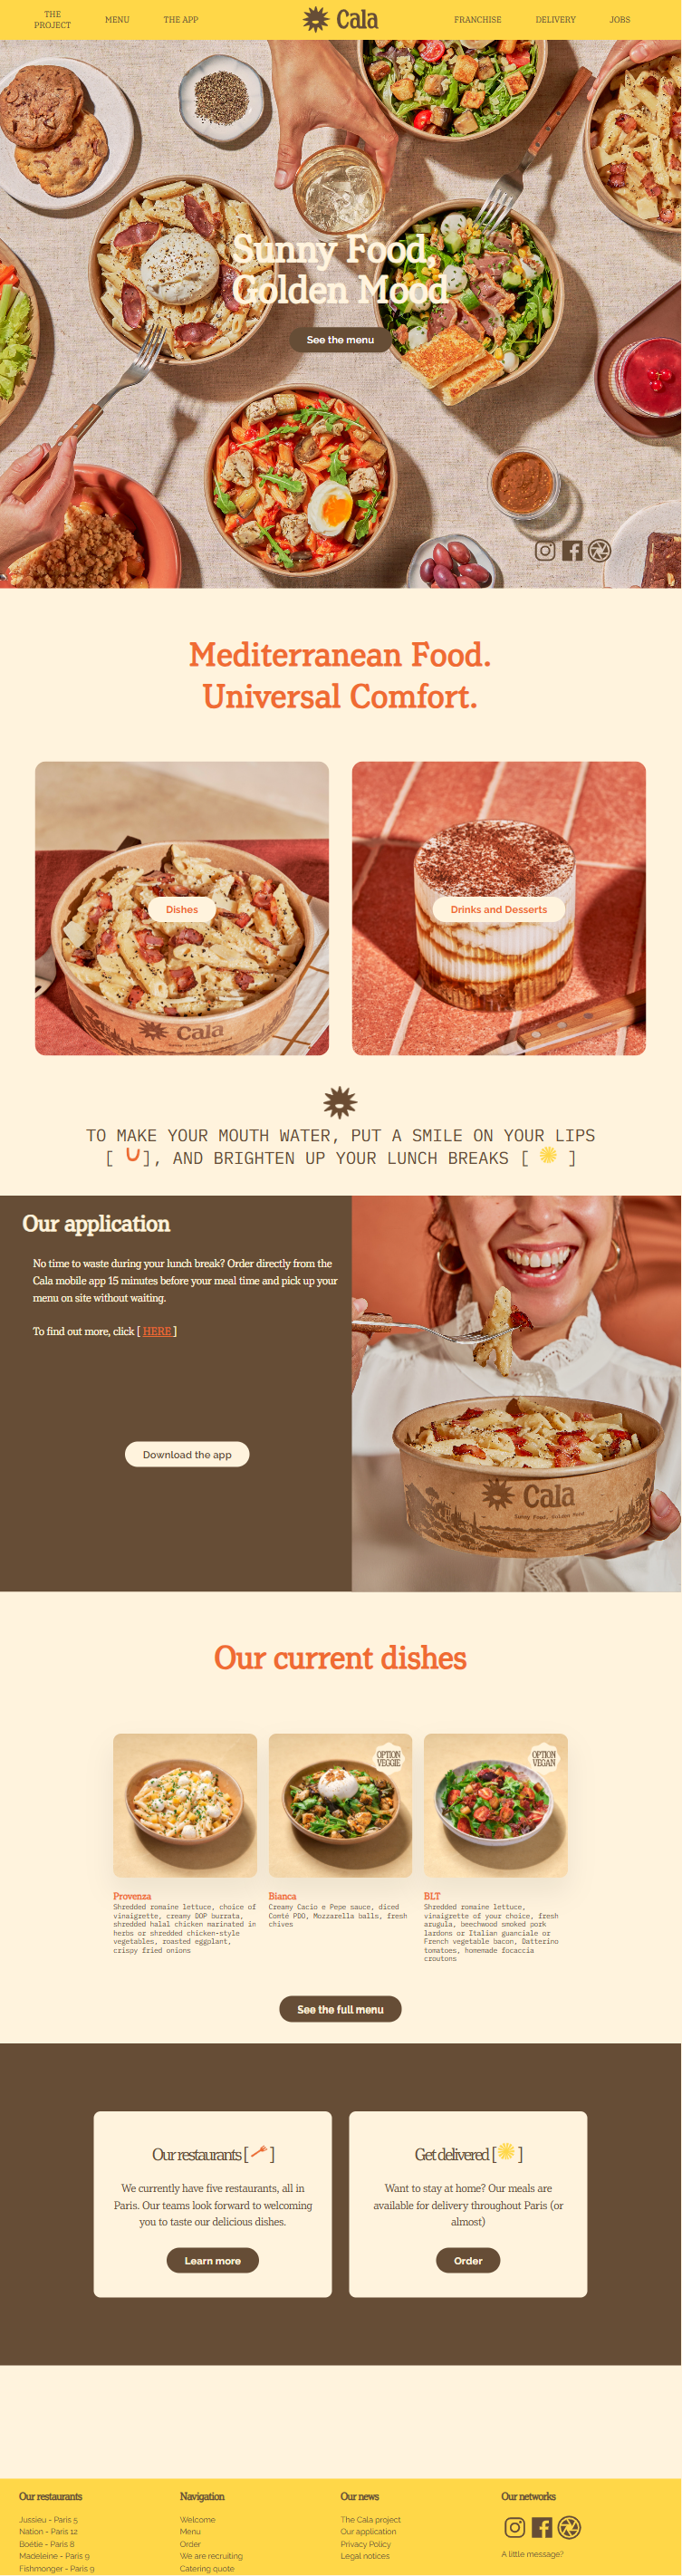 THE
PROJECT
MENU
THE APP
Cala
FRANCHISE
DELIVERY
JOBS
Sunny Food,
Golden Mood
See the menu
Mediterranean Food.
Universal Comfort.
Dishes
Cala
Drinks and Desserts
TO MAKE YOUR MOUTH WATER, PUT A SMILE ON YOUR LIPS
[ ], AND BRIGHTEN UP YOUR LUNCH BREAKS [ ]
Our application
No time to waste during your lunch break? Order directly from the
Cala mobile app 15 minutes before your meal time and pick up your
menu on site without waiting.
To find out more, click [ HERE ]
Download the app
Cala
Sunny Food, Golden Mood
Our current dishes
OPTION
VEGGIE
OPTION
VEGAN
Provenza
Shredded romaine lettuce, choice of
vinaigrette, creamy DOP burrata,
shredded halal chicken marinated in
herbs or shredded chicken-style
vegetables, roasted eggplant,
crispy fried onions
Bianca
Creamy Cacio e Pepe sauce, diced
Comté PDO, Mozzarella balls, fresh
chives
BLT
Shredded romaine lettuce,
vinaigrette of your choice, fresh
arugula, beechwood smoked pork
lardons or Italian guanciale or
French vegetable bacon, Datterino
tomatoes, homemade focaccia
croutons
See the full menu
Our restaurants [ ]
We currently have five restaurants, all in
Paris. Our teams look forward to welcoming
you to taste our delicious dishes.
Learn more
Get delivered [ ]
Want to stay at home? Our meals are
available for delivery throughout Paris (or
almost)
Order
Our restaurants
Jussieu - Paris 5
Nation - Paris 12
Boétie - Paris 8
Madeleine - Paris 9
Fishmonger - Paris 9
Navigation
Welcome
Menu
Order
We are recruiting
Catering quote
Our news
The Cala project
Our application
Privacy Policy
Legal notices
Our networks
A little message?